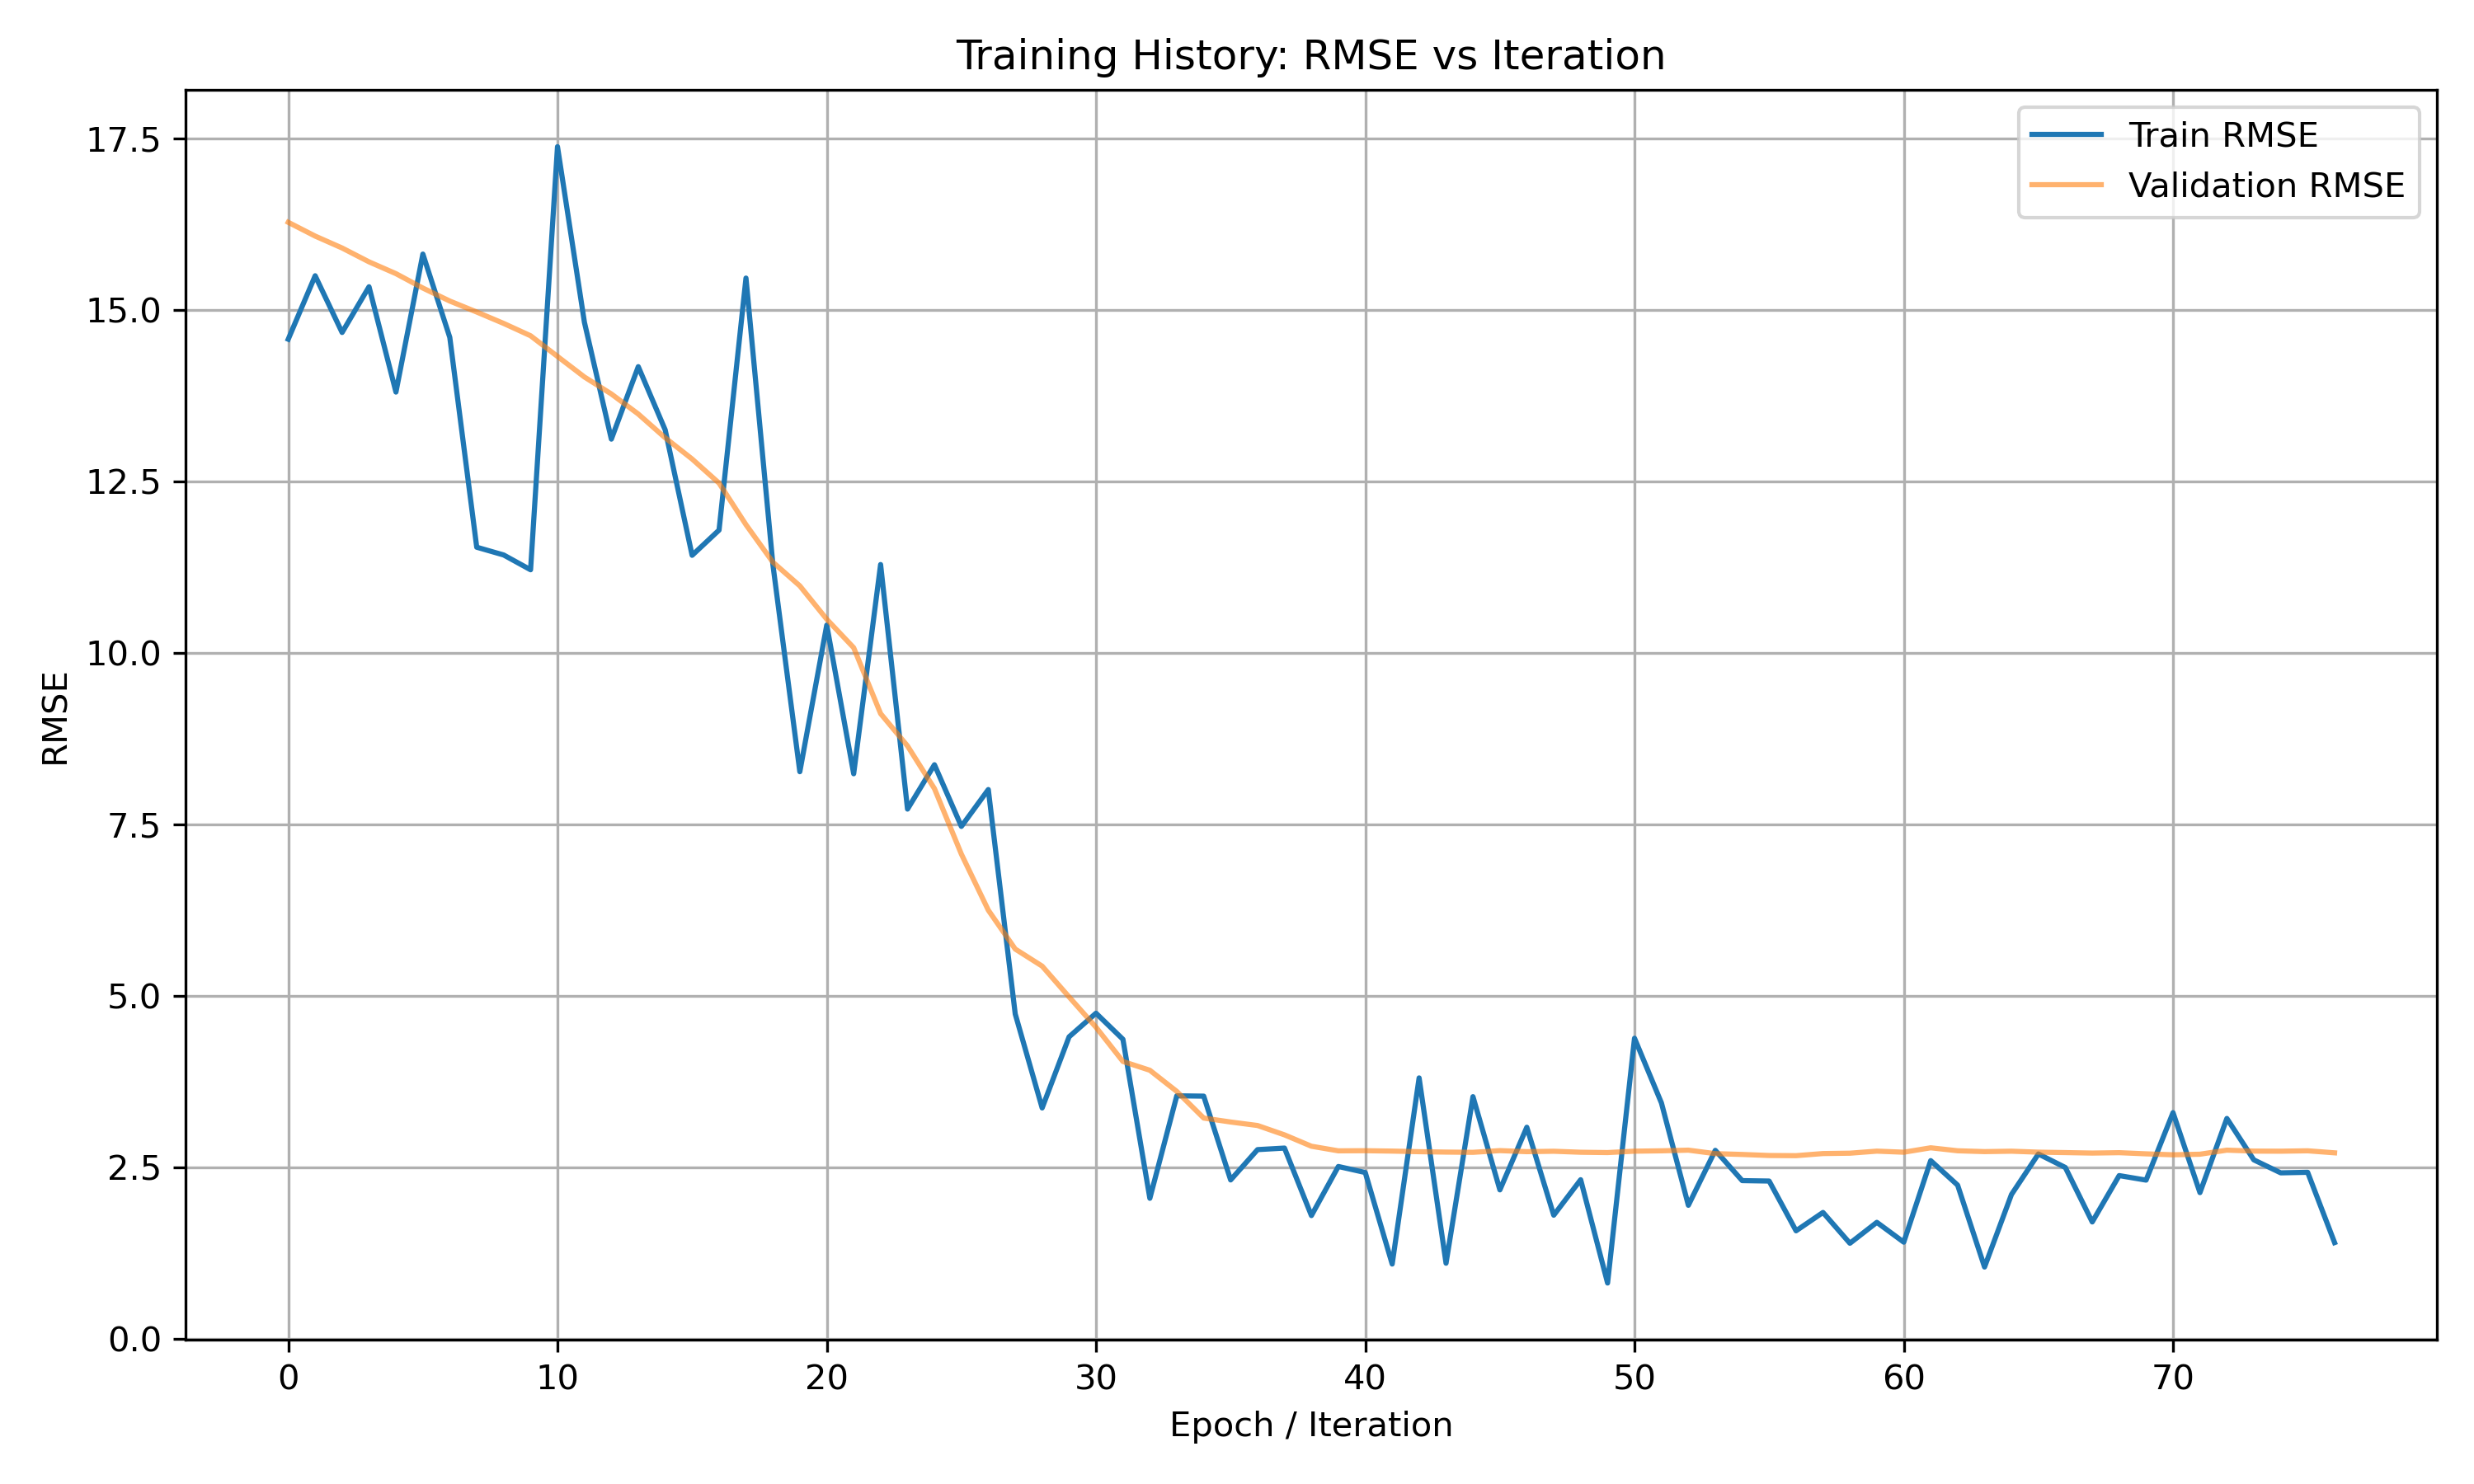 Training History: RMSE vs Iteration
Train RMSE
Validation RMSE
17.5
15.0
12.5
10.0
7.5
5.0
2.5
0.0
RMSE
0 10 20 30 40 50 60 70
Epoch / Iteration